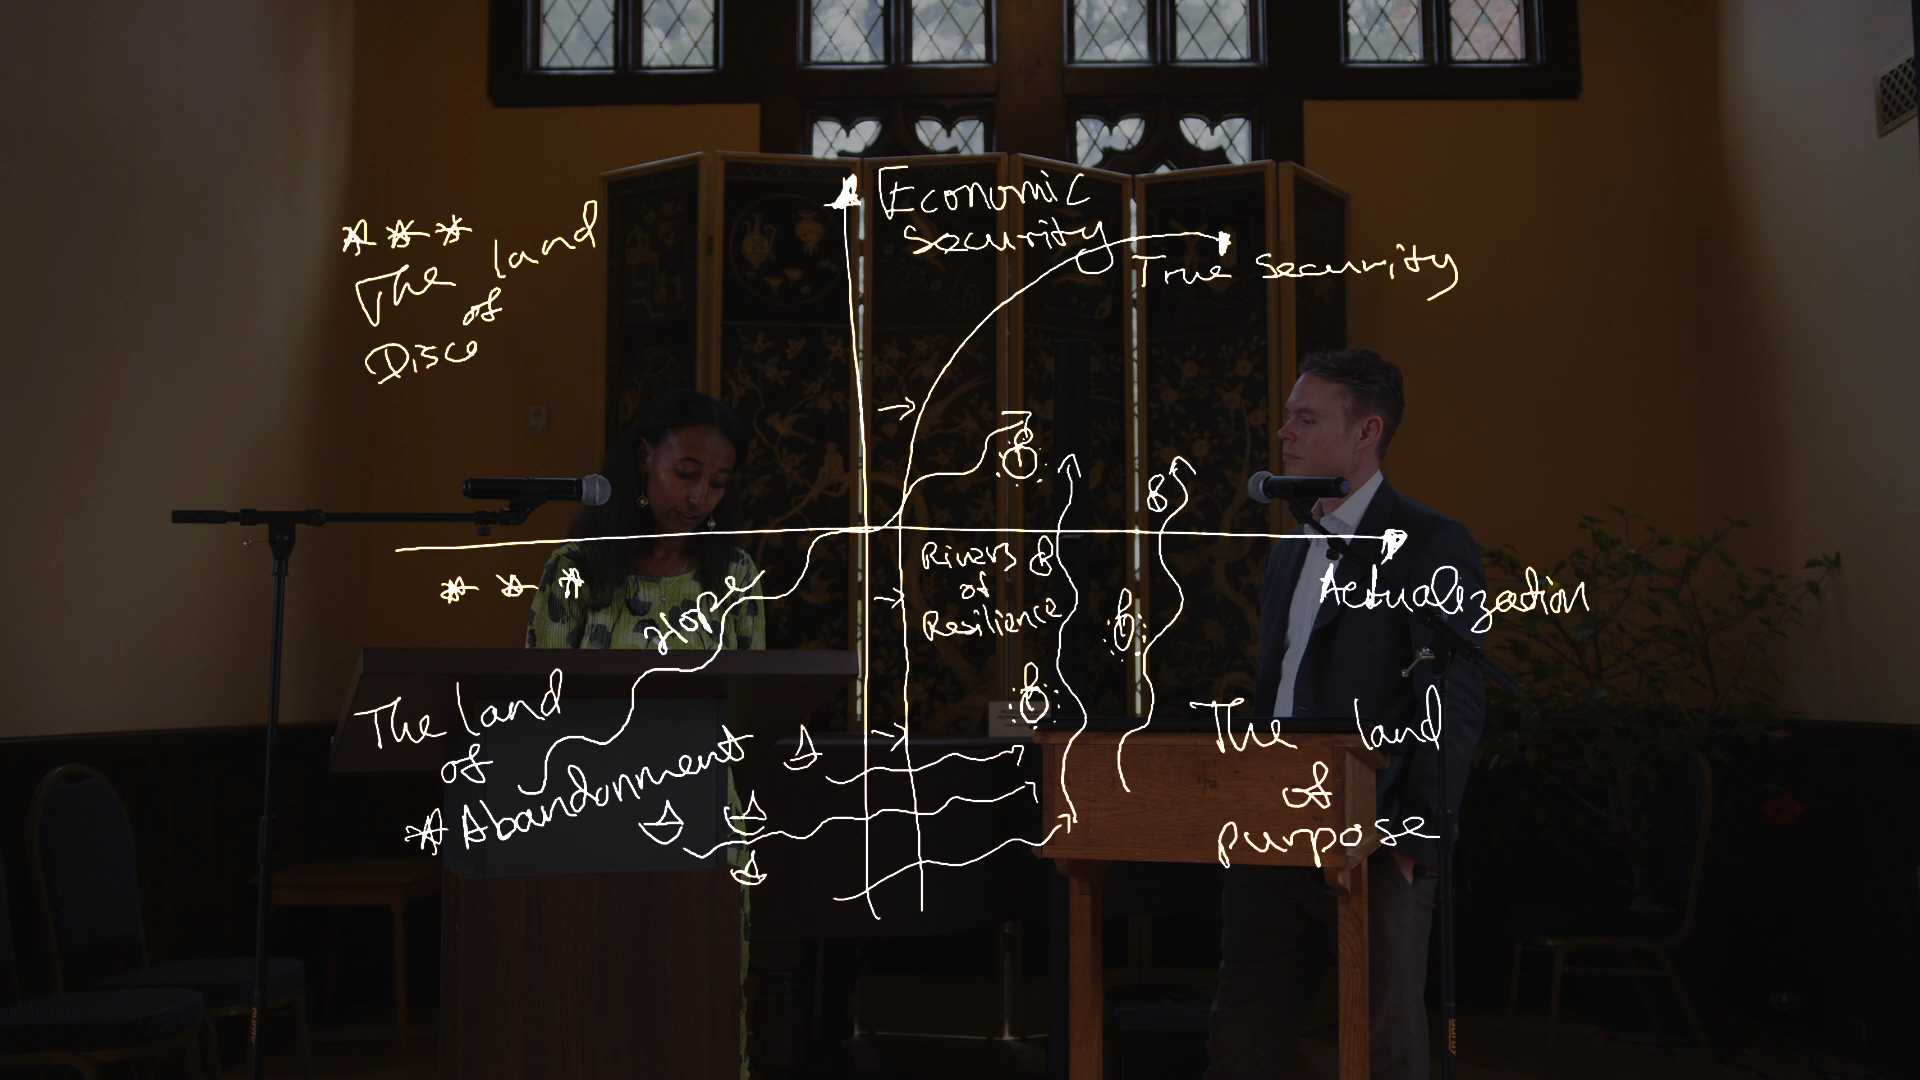 Economic
security
True security
The land
of
Disco
Actualization
Rivers
of
Resilience
Hope
The land
of
Abandonment
The land
of
purpose